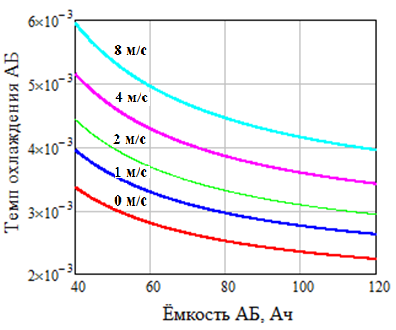 Темп охлаждения АБ
6×10⁻³
5×10⁻³
4×10⁻³
3×10⁻³
2×10⁻³
8 м/с
4 м/с
2 м/с
1 м/с
0 м/с
40 60 80 100 120
Ёмкость АБ, Ач